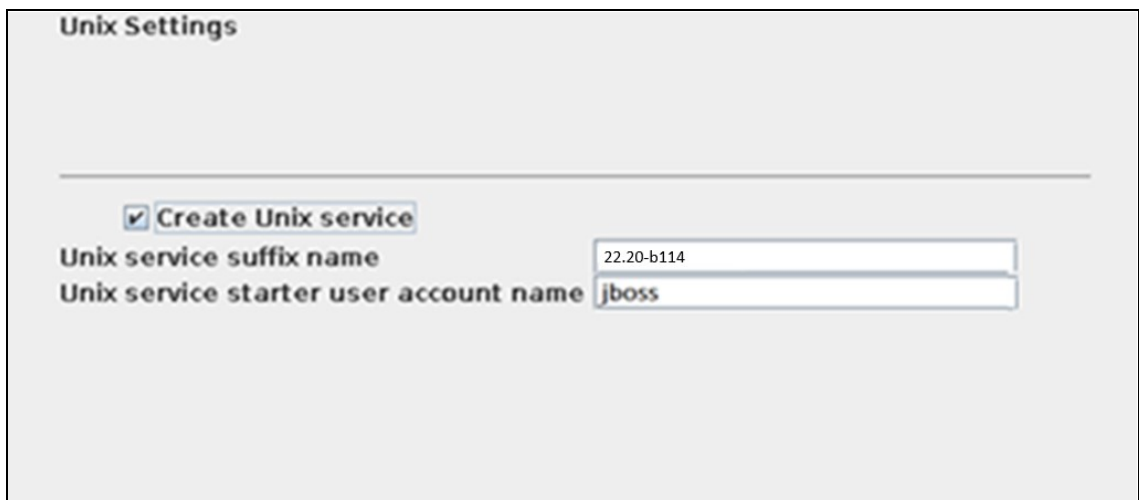 Unix Settings
Create Unix service
Unix service suffix name 22.20-b114
Unix service starter user account name jboss